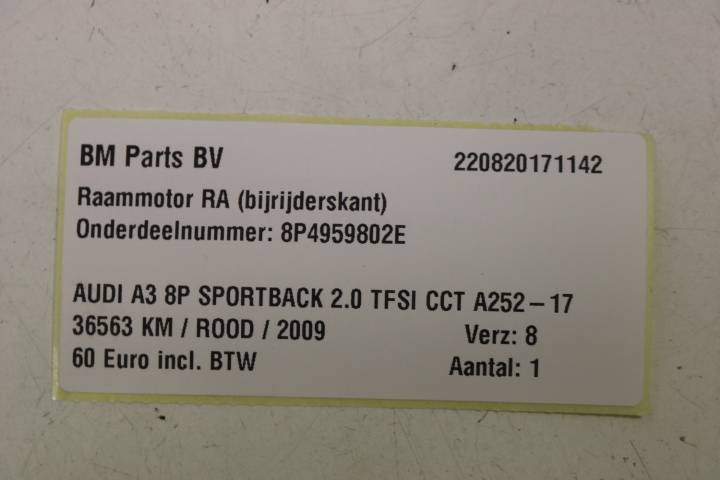 BM Parts BV 220820171142
Raammotor RA (bijrijderskant)
Onderdeelnummer: 8P4959802E
AUDI A3 8P SPORTBACK 2.0 TFSI CCT A252-17
36563 KM / ROOD / 2009 Verz: 8
60 Euro incl. BTW Aantal: 1